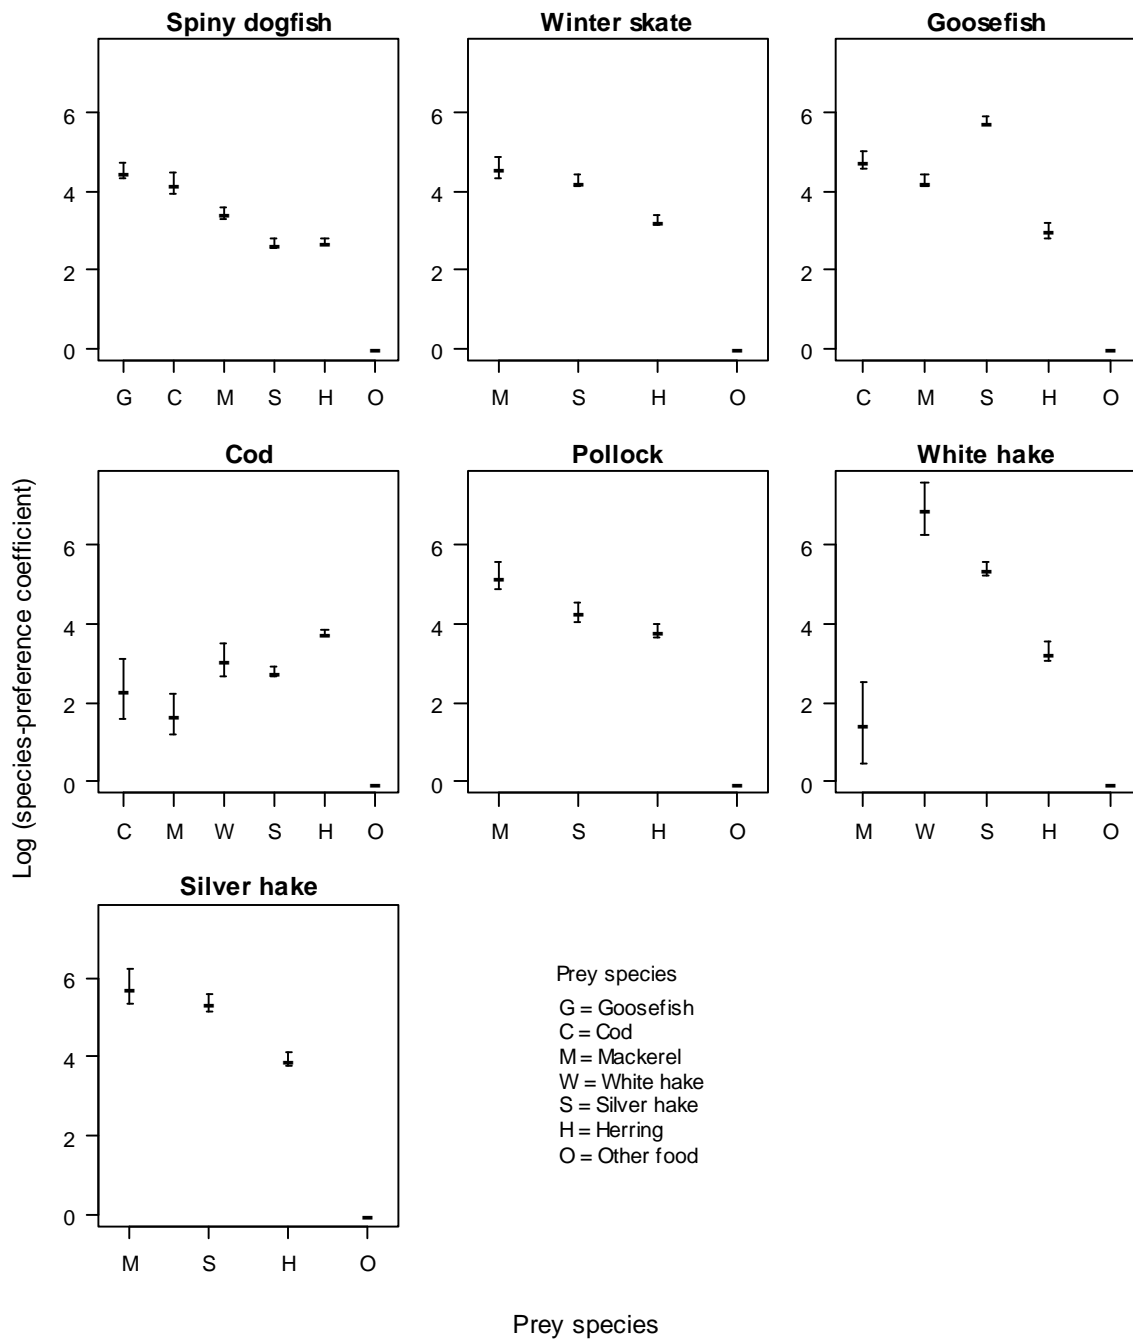 Spiny dogfish
Winter skate
Goosefish
6
4
2
0
G C M S H O
6
4
2
0
M S H O
6
4
2
0
C M S H O
Log (species-preference coefficient)
Cod
Pollock
White hake
6
4
2
0
C M W S H O
6
4
2
0
M S H O
6
4
2
0
M W S H O
Silver hake
6
4
2
0
M S H O
Prey species
G = Goosefish
C = Cod
M = Mackerel
W = White hake
S = Silver hake
H = Herring
O = Other food
Prey species